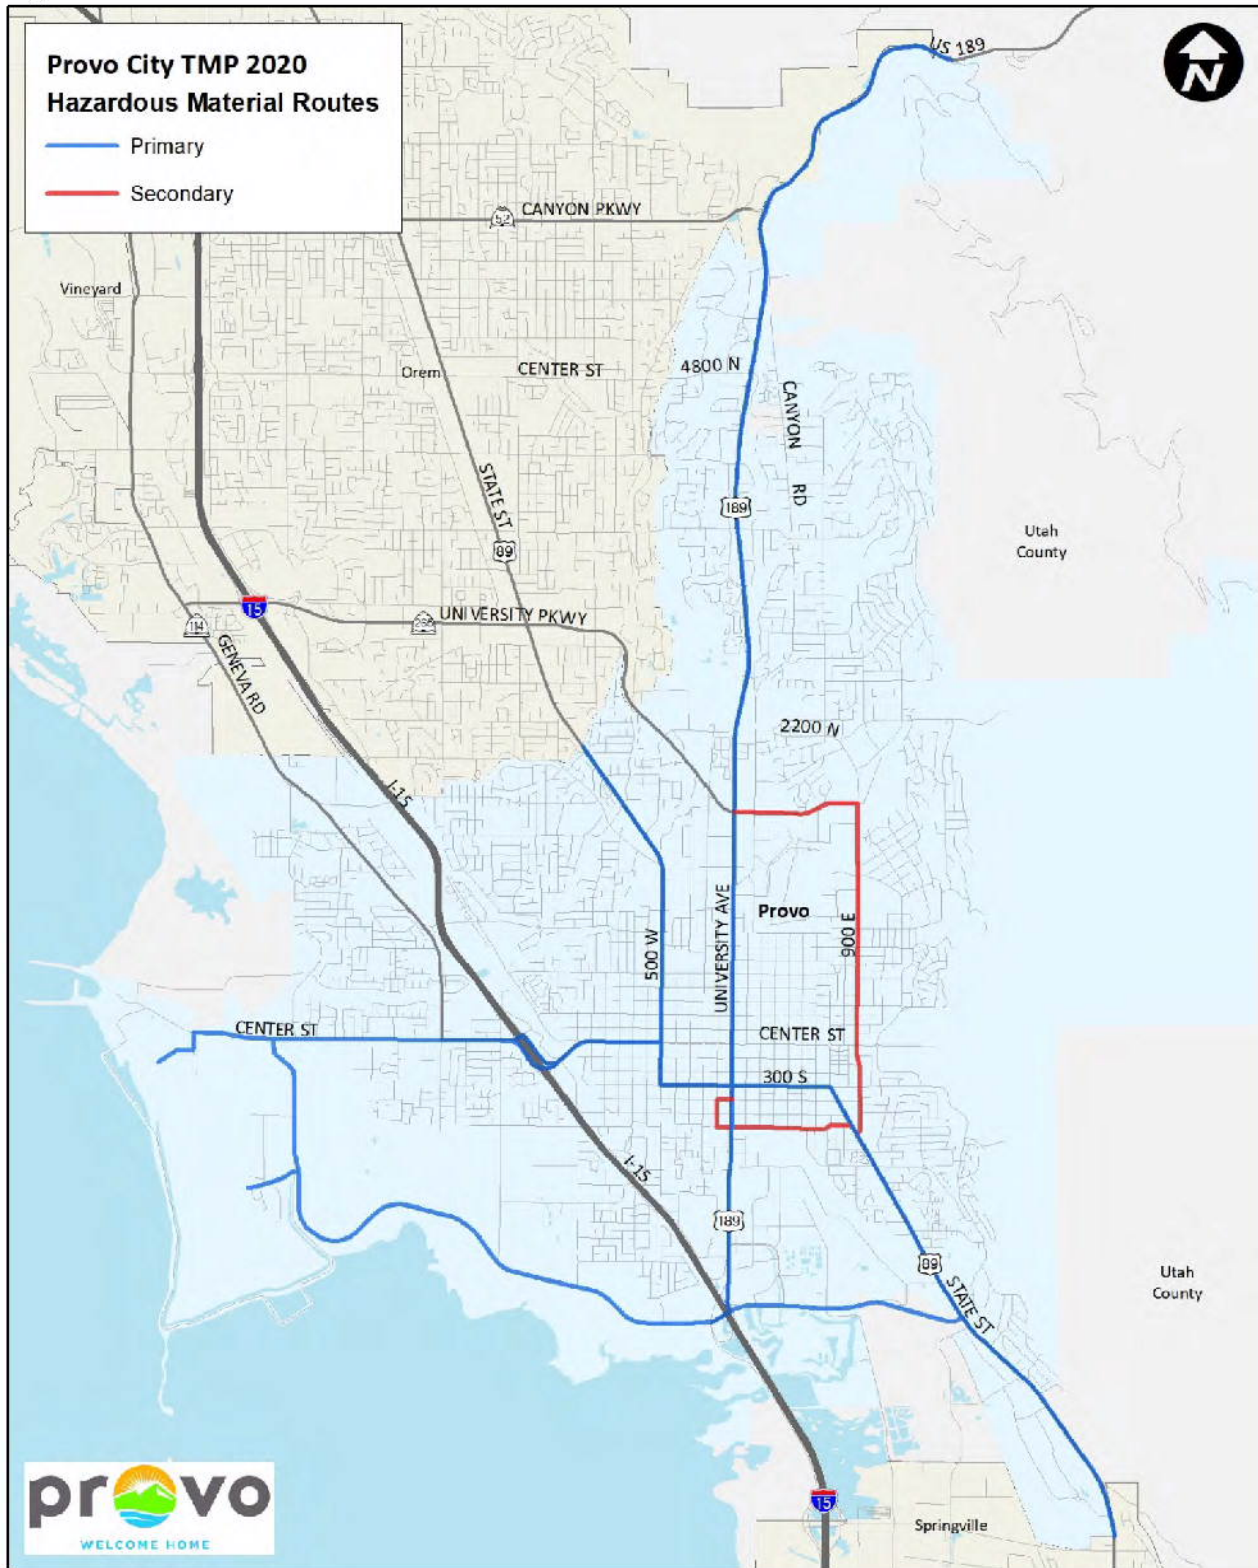 Provo City TMP 2020
Hazardous Material Routes
Primary
Secondary
N
US 189
CANYON PKWY
52
Vineyard
Orem
CENTER ST
4800 N
CANYON
RD
STATE ST
89
189
Utah
County
15
UNIVERSITY PKWY
265
114
GENEVA RD
2200 N
I-15
Provo
UNIVERSITY AVE
900 E
500 W
CENTER ST
CENTER ST
300 S
I-15
189
89
STATE ST
Utah
County
15
Springville
provo
WELCOME HOME